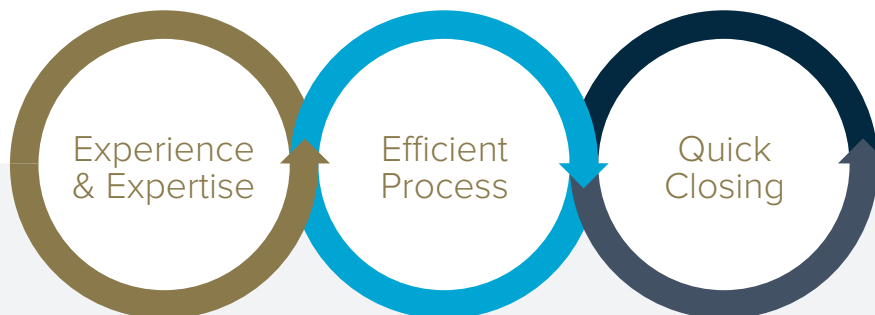 Experience
& Expertise
Efficient
Process
Quick
Closing